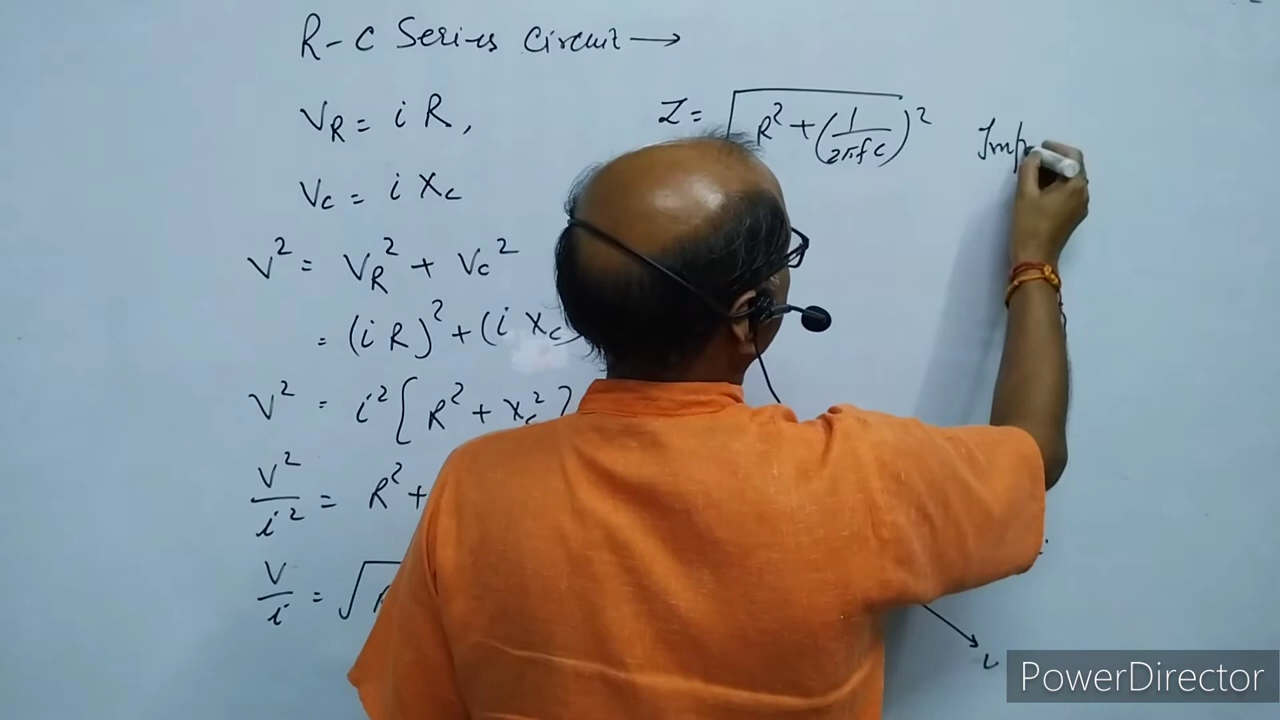 R-C Series Circuit →
V_R = i R,
V_C = i X_C
V² = V_R² + V_C²
= (i R)² + (i X_C)
V² = i² [R² + X_C²]
V²/i² = R² +
V/i = √R
Z = √R² + (1/2πfC)²
Imp
PowerDirector